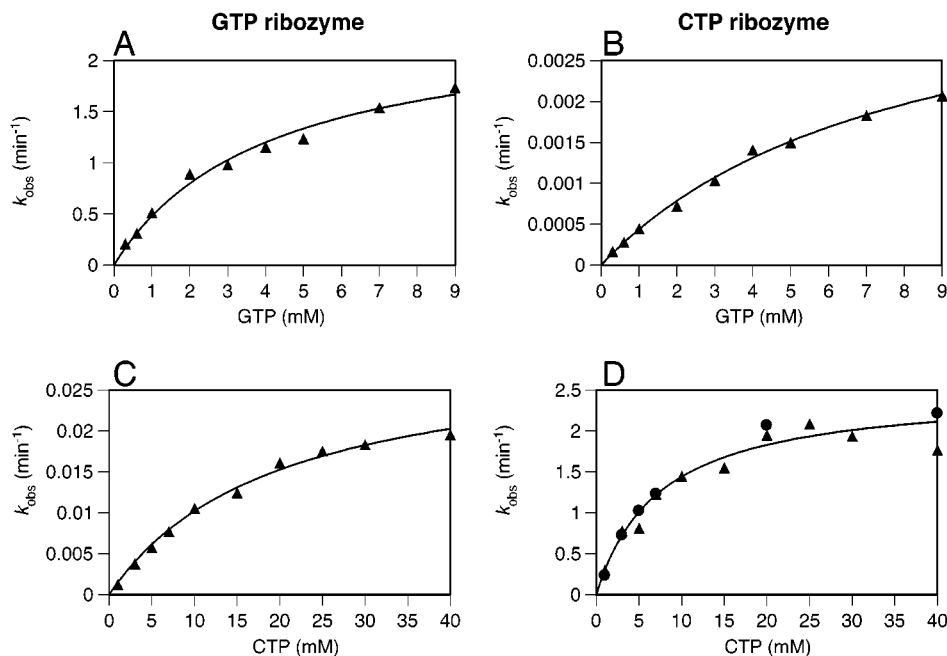 GTP ribozyme
CTP ribozyme
A
2
1.5
1
0.5
0
k_obs (min⁻¹)
0 1 2 3 4 5 6 7 8 9
GTP (mM)
B
0.0025
0.002
0.0015
0.001
0.0005
0
k_obs (min⁻¹)
0 1 2 3 4 5 6 7 8 9
GTP (mM)
C
0.025
0.02
0.015
0.01
0.005
0
k_obs (min⁻¹)
0 5 10 15 20 25 30 35 40
CTP (mM)
D
2.5
2
1.5
1
0.5
0
k_obs (min⁻¹)
0 5 10 15 20 25 30 35 40
CTP (mM)